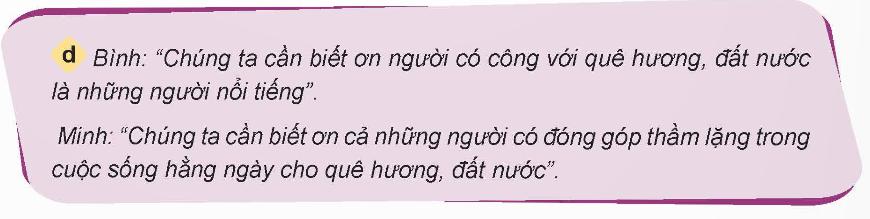 d Bình: “Chúng ta cần biết ơn người có công với quê hương, đất nước
là những người nổi tiếng”.
Minh: “Chúng ta cần biết ơn cả những người có đóng góp thầm lặng trong
cuộc sống hằng ngày cho quê hương, đất nước”.